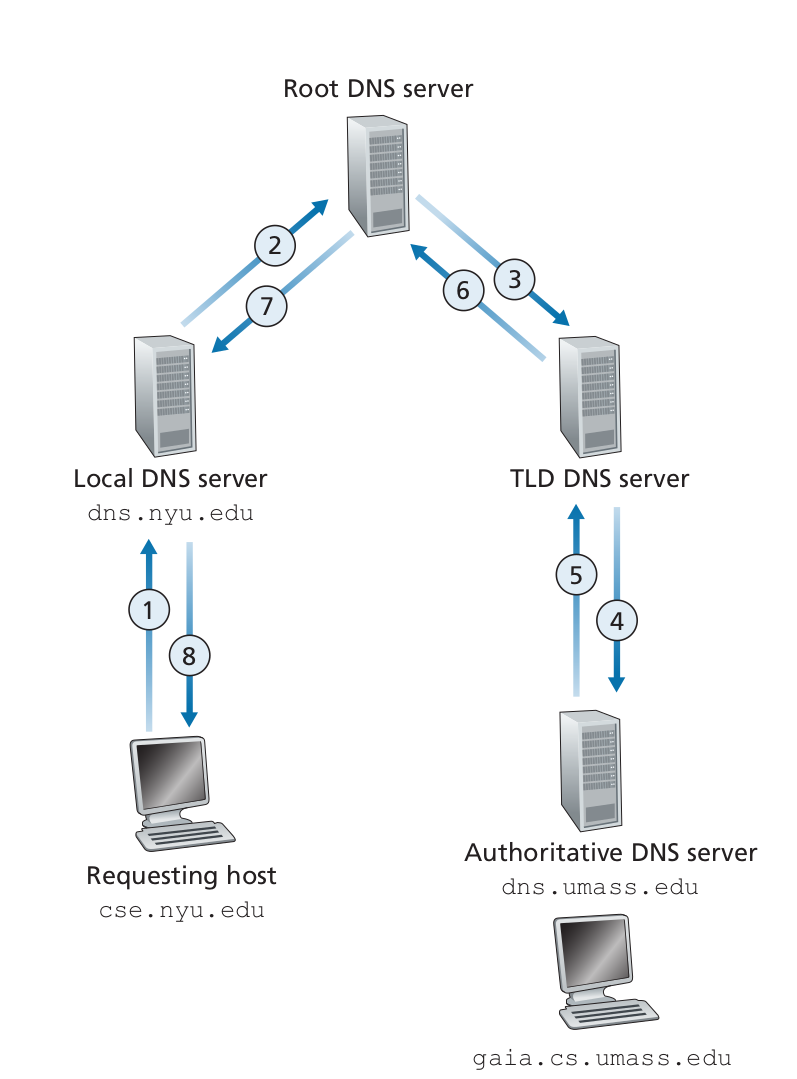 Root DNS server
2
3
6
7
Local DNS server
dns.nyu.edu
TLD DNS server
5
1
4
8
Authoritative DNS server
dns.umass.edu
Requesting host
cse.nyu.edu
gaia.cs.umass.edu